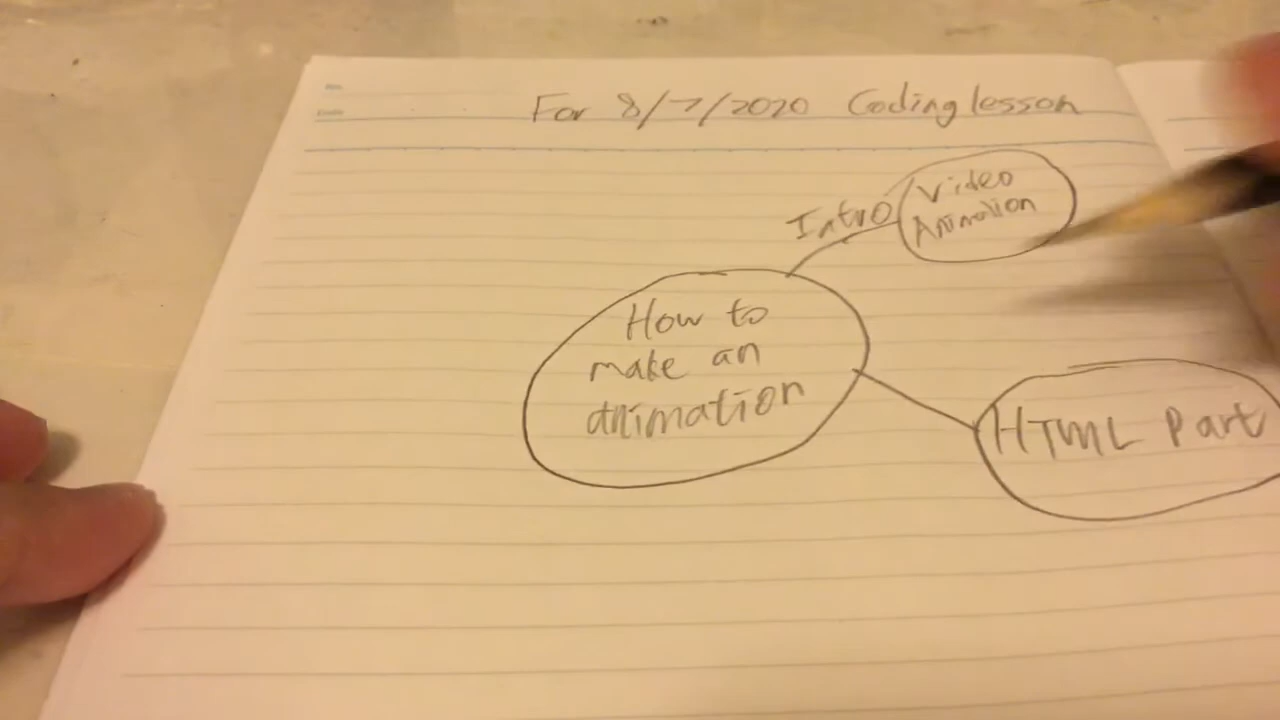 For 8/7/2020 Coding lesson
Intro
Video
Animation
How to
make an
animation
HTML Part